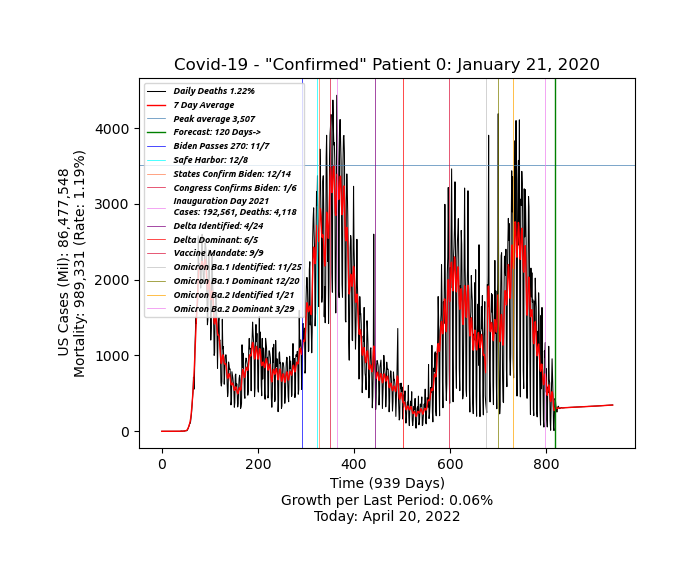 Covid-19 - "Confirmed" Patient 0: January 21, 2020
Daily Deaths 1.22%
7 Day Average
Peak average 3,507
Forecast: 120 Days->
Biden Passes 270: 11/7
Safe Harbor: 12/8
States Confirm Biden: 12/14
Congress Confirms Biden: 1/6
Inauguration Day 2021
Cases: 192,561, Deaths: 4,118
Delta Identified: 4/24
Delta Dominant: 6/5
Vaccine Mandate: 9/9
Omicron Ba.1 Identified: 11/25
Omicron Ba.1 Dominant 12/20
Omicron Ba.2 Identified 1/21
Omicron Ba.2 Dominant 3/29
US Cases (Mil): 86,477,548
Mortality: 989,331 (Rate: 1.19%)
4000
3000
2000
1000
0
0 200 400 600 800
Time (939 Days)
Growth per Last Period: 0.06%
Today: April 20, 2022